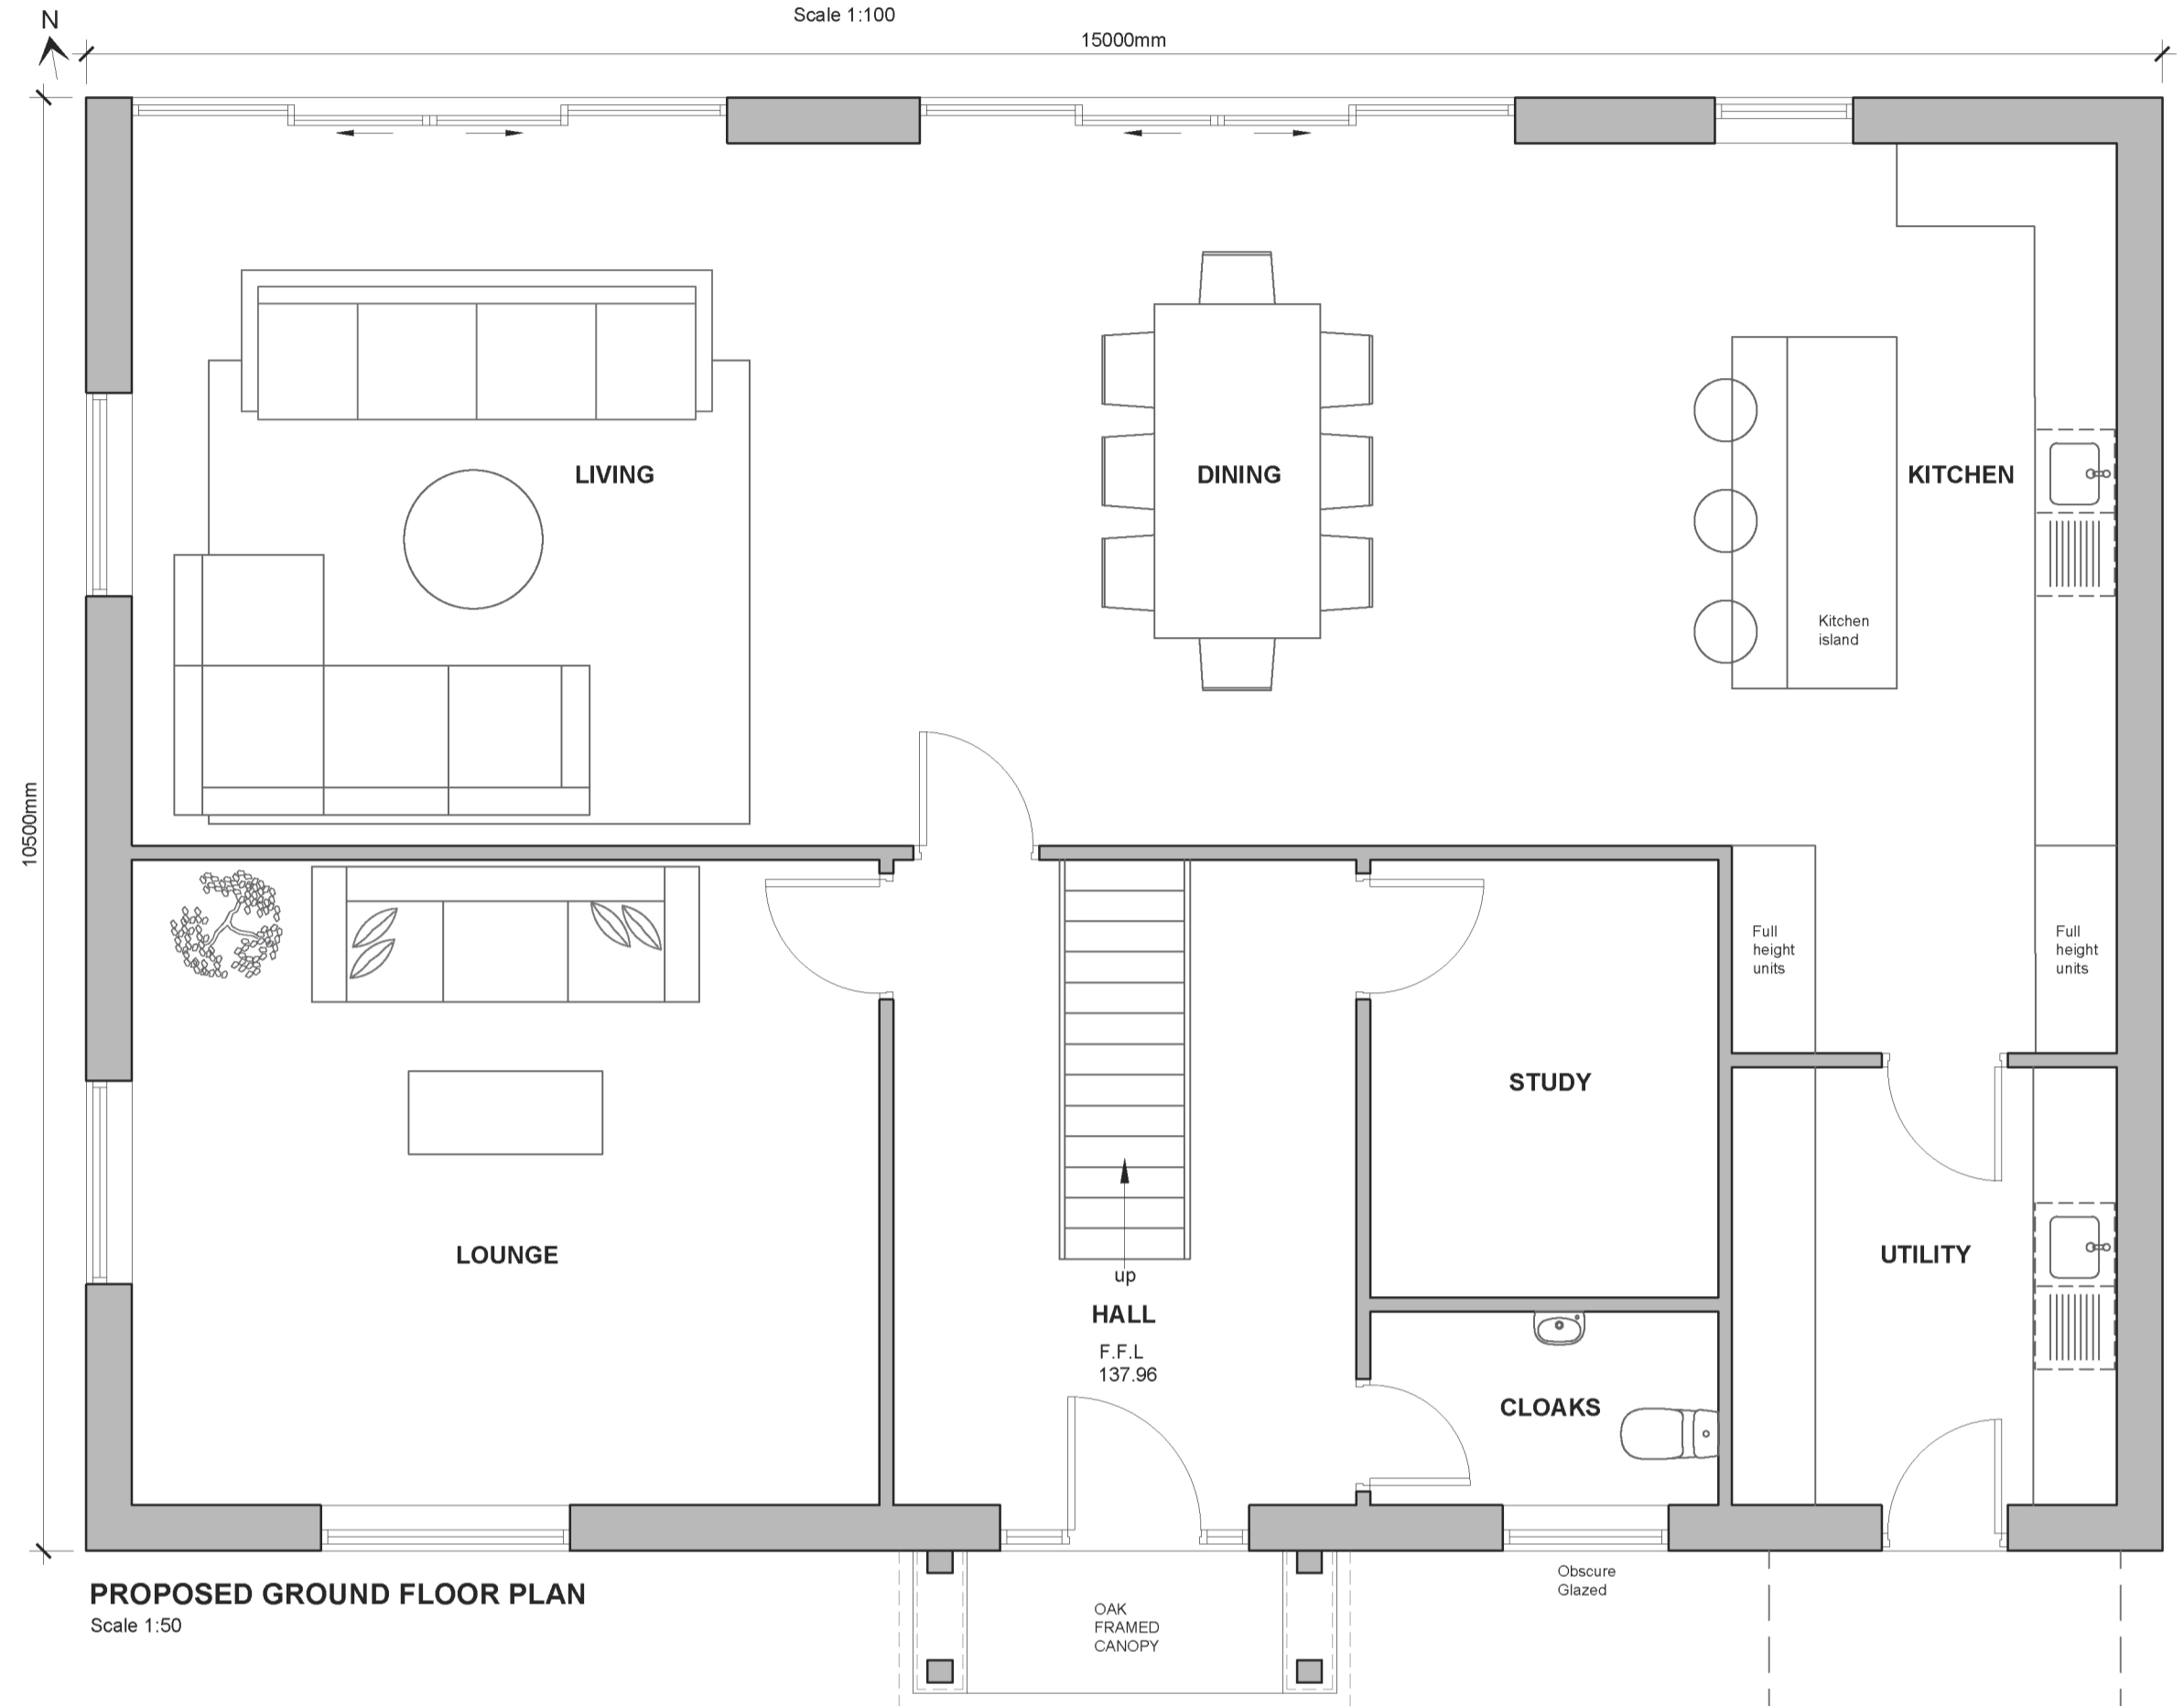 Scale 1:100
N
15000mm
10500mm
LIVING
DINING
KITCHEN
Kitchen
island
Full
height
units
Full
height
units
STUDY
LOUNGE
UTILITY
up
HALL
F.F.L
137.96
CLOAKS
Obscure
Glazed
PROPOSED GROUND FLOOR PLAN
Scale 1:50
OAK
FRAMED
CANOPY